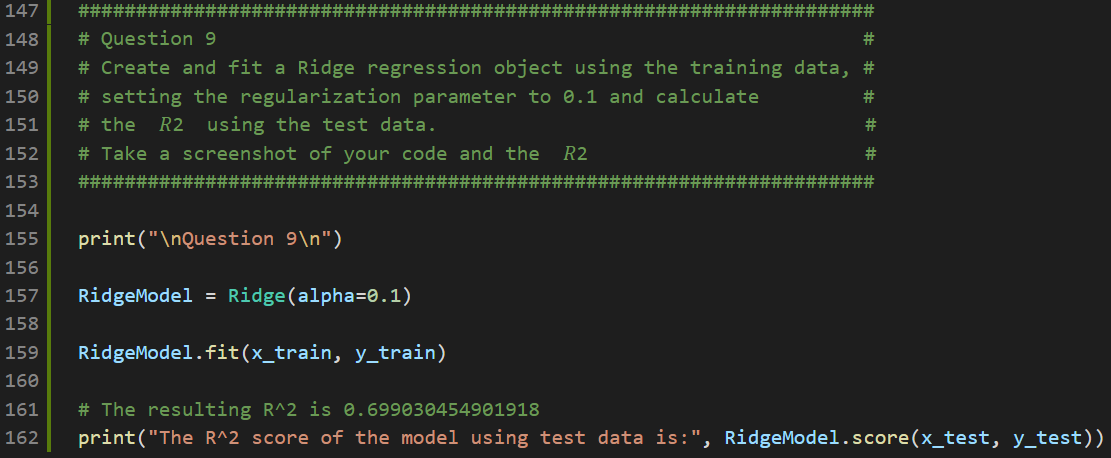 147 ######################################################################
148 # Question 9 #
149 # Create and fit a Ridge regression object using the training data, #
150 # setting the regularization parameter to 0.1 and calculate #
151 # the 𝑅2 using the test data. #
152 # Take a screenshot of your code and the 𝑅2 #
153 ######################################################################
154
155 print("\nQuestion 9\n")
156
157 RidgeModel = Ridge(alpha=0.1)
158
159 RidgeModel.fit(x_train, y_train)
160
161 # The resulting R^2 is 0.699030454901918
162 print("The R^2 score of the model using test data is:", RidgeModel.score(x_test, y_test))